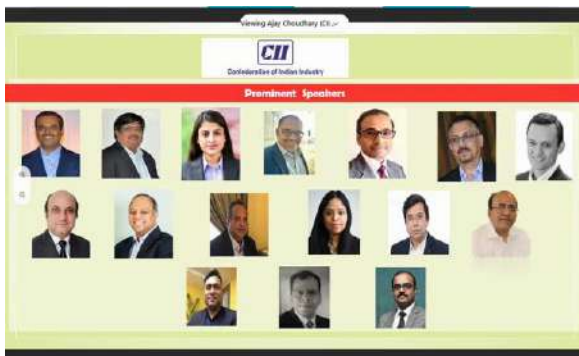 Viewing Ajay Choudhary (CII...
CII
Confederation of Indian Industry
Prominent Speakers